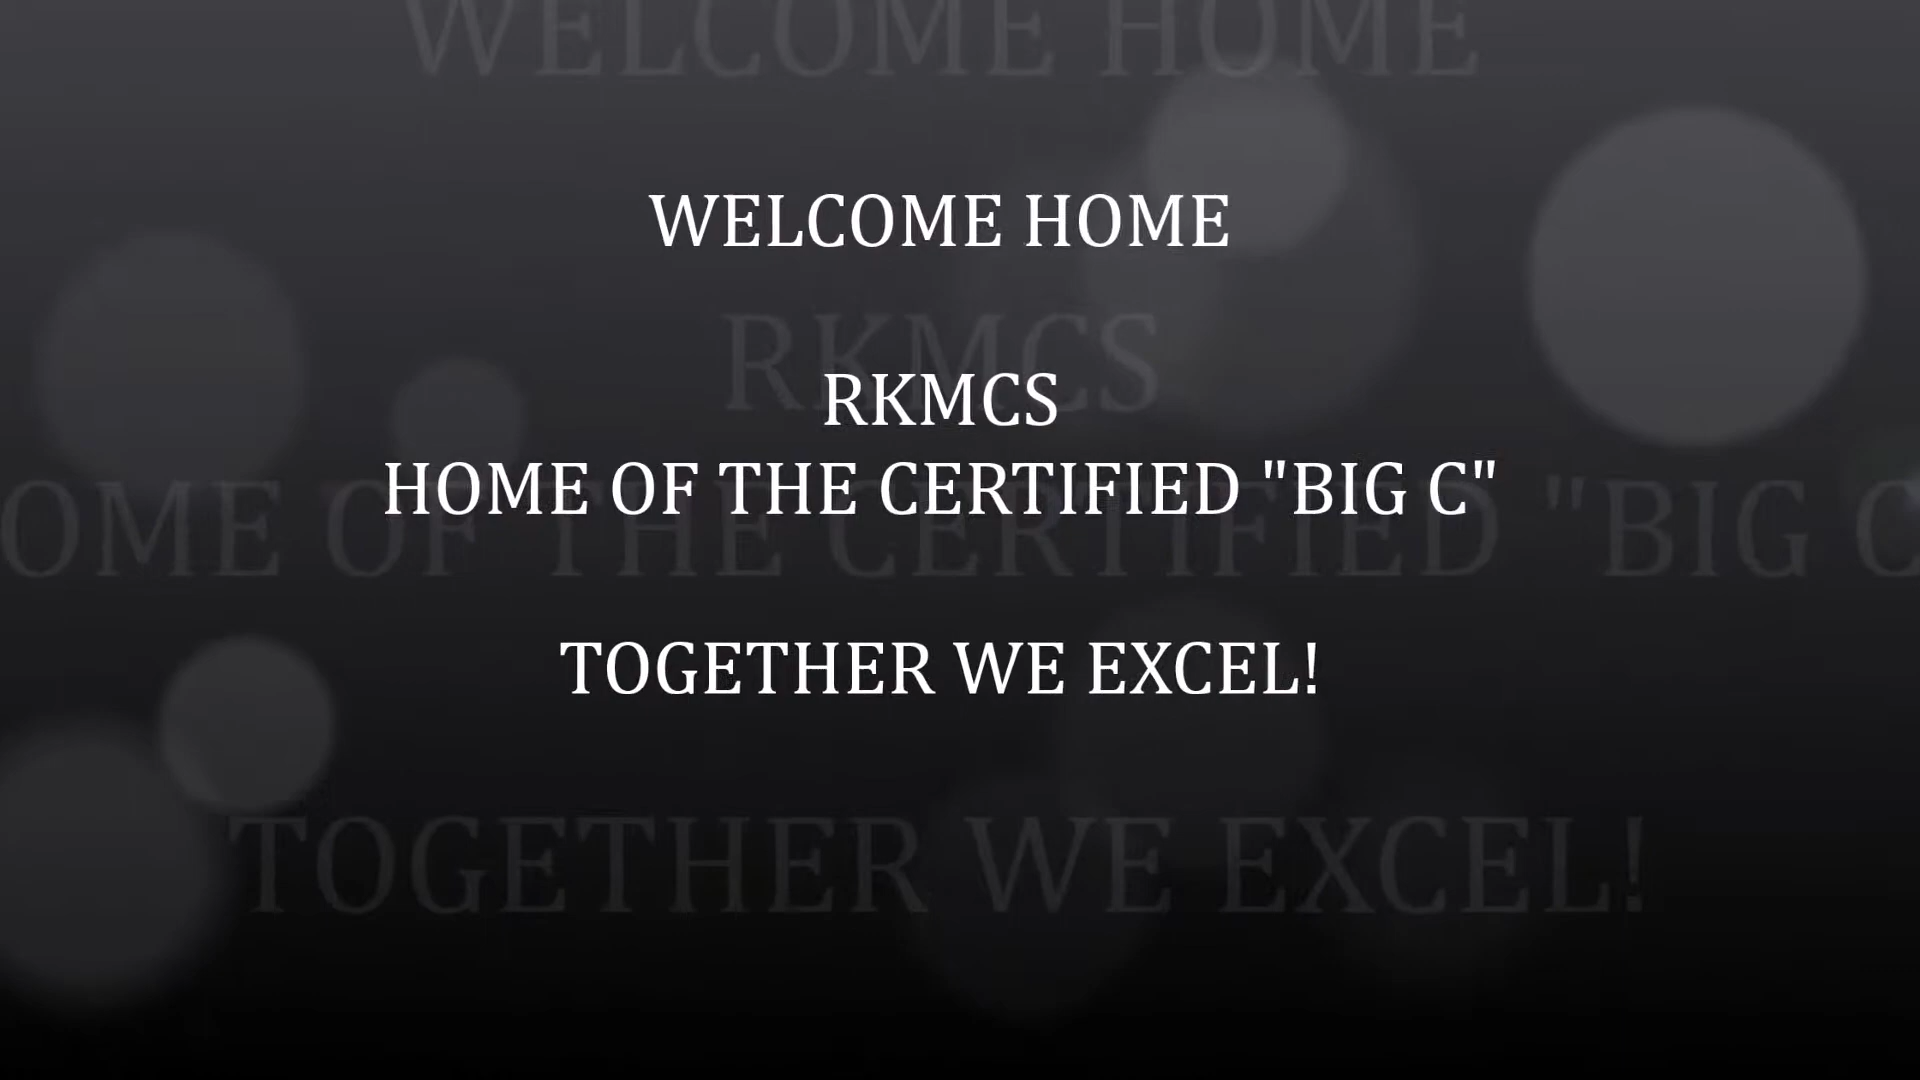 WELCOME HOME
RKMCS
HOME OF THE CERTIFIED "BIG C"
TOGETHER WE EXCEL!